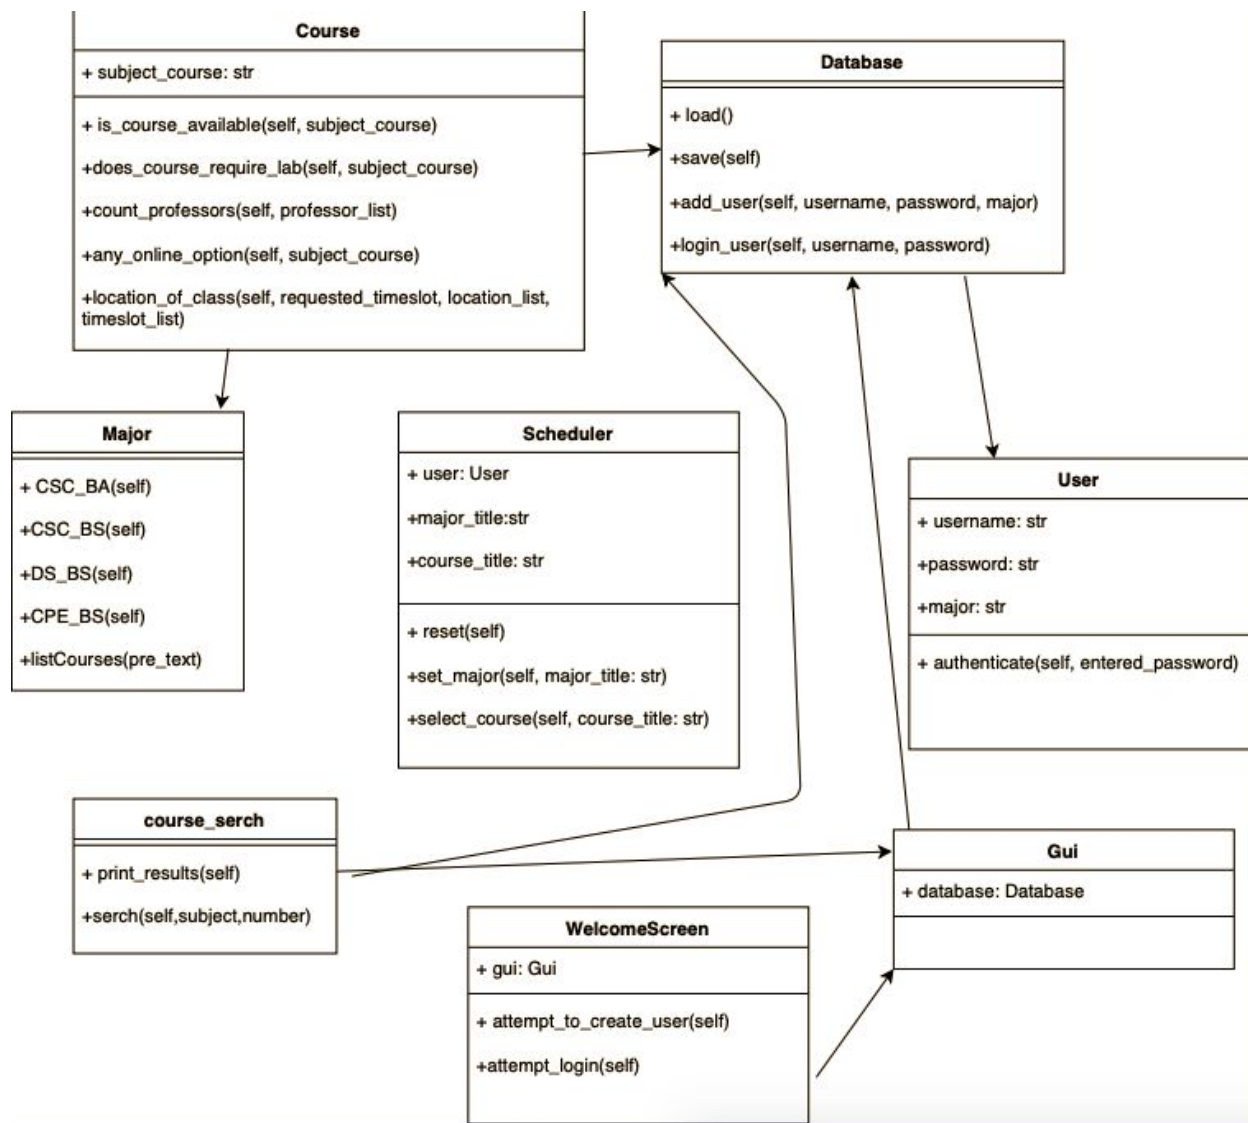 Course
+ subject_course: str
+ is_course_available(self, subject_course)
+does_course_require_lab(self, subject_course)
+count_professors(self, professor_list)
+any_online_option(self, subject_course)
+location_of_class(self, requested_timeslot, location_list,
timeslot_list)
Database
+ load()
+save(self)
+add_user(self, username, password, major)
+login_user(self, username, password)
Major
+ CSC_BA(self)
+CSC_BS(self)
+DS_BS(self)
+CPE_BS(self)
+listCourses(pre_text)
Scheduler
+ user: User
+major_title:str
+course_title: str
+ reset(self)
+set_major(self, major_title: str)
+select_course(self, course_title: str)
User
+ username: str
+password: str
+major: str
+ authenticate(self, entered_password)
course_serch
+ print_results(self)
+serch(self,subject,number)
Gui
+ database: Database
WelcomeScreen
+ gui: Gui
+ attempt_to_create_user(self)
+attempt_login(self)